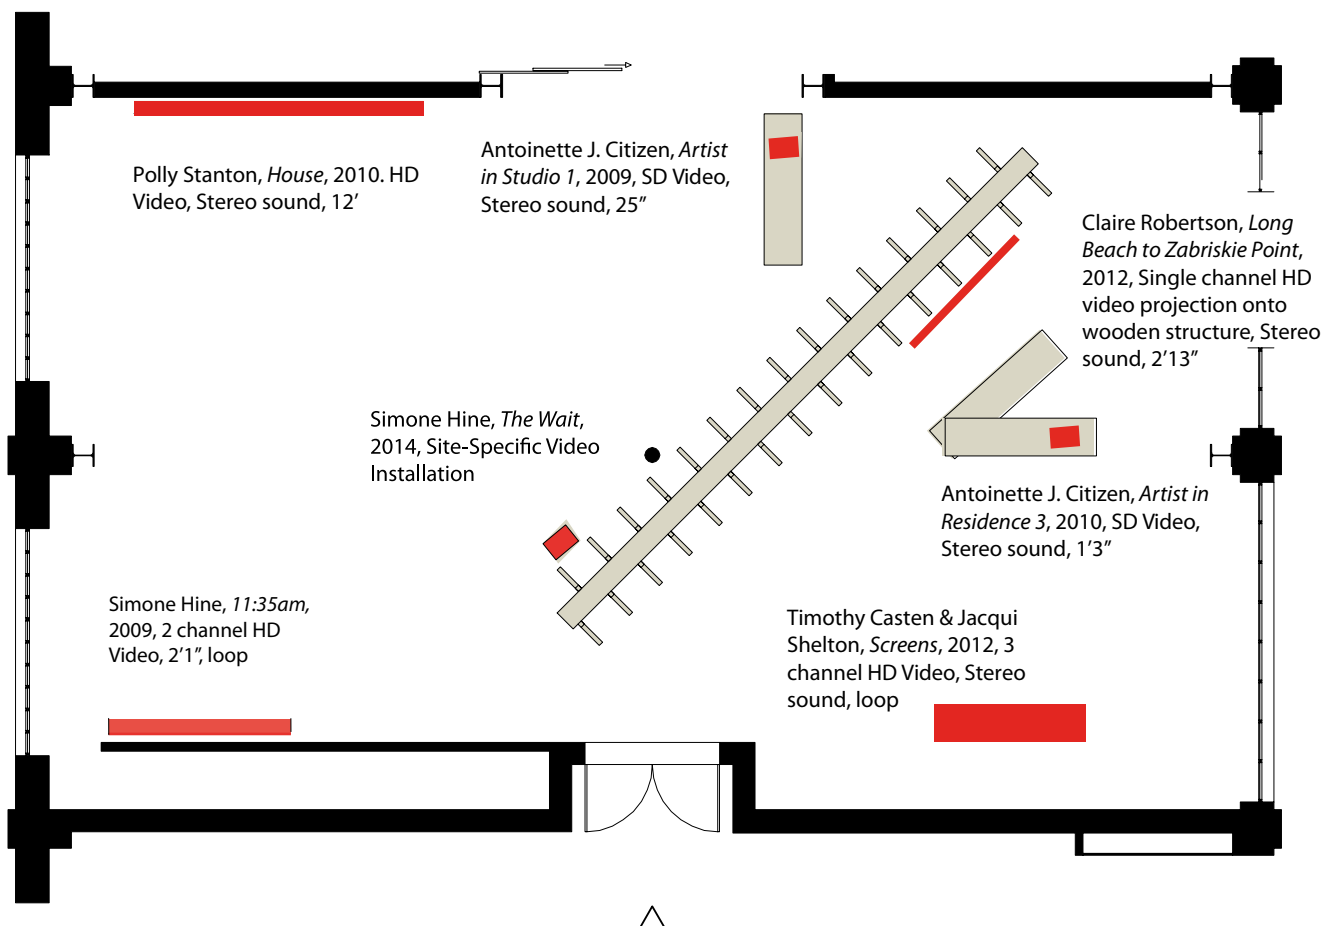 Polly Stanton, House, 2010. HD
Video, Stereo sound, 12’
Antoinette J. Citizen, Artist
in Studio 1, 2009, SD Video,
Stereo sound, 25”
Claire Robertson, Long
Beach to Zabriskie Point,
2012, Single channel HD
video projection onto
wooden structure, Stereo
sound, 2’13”
Simone Hine, The Wait,
2014, Site-Specific Video
Installation
Antoinette J. Citizen, Artist in
Residence 3, 2010, SD Video,
Stereo sound, 1’3”
Simone Hine, 11:35am,
2009, 2 channel HD
Video, 2’1”, loop
Timothy Casten & Jacqui
Shelton, Screens, 2012, 3
channel HD Video, Stereo
sound, loop